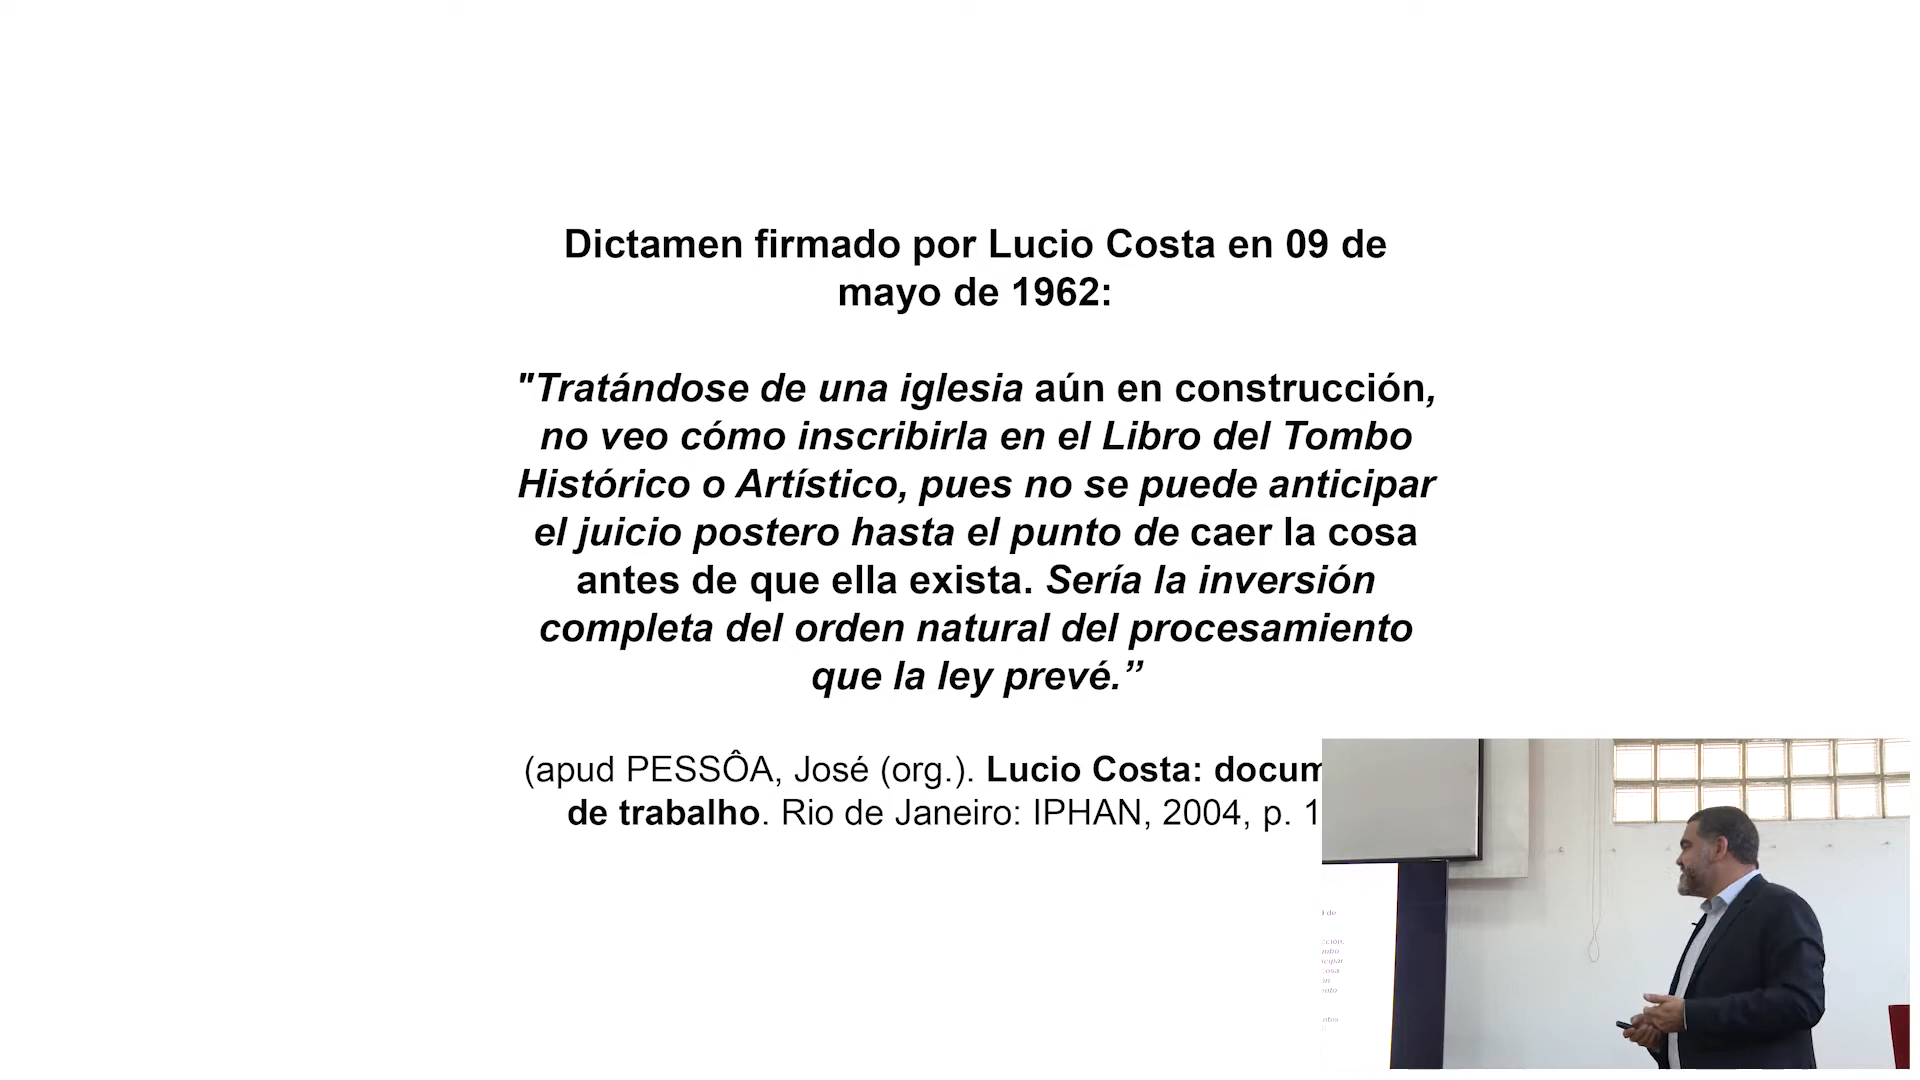 Dictamen firmado por Lucio Costa en 09 de
mayo de 1962:
"Tratándose de una iglesia aún en construcción,
no veo cómo inscribirla en el Libro del Tombo
Histórico o Artístico, pues no se puede anticipar
el juicio postero hasta el punto de caer la cosa
antes de que ella exista. Sería la inversión
completa del orden natural del procesamiento
que la ley prevé.”
(apud PESSÔA, José (org.). Lucio Costa:
de trabalho. Rio de Janeiro: IPHAN, 2004, p.